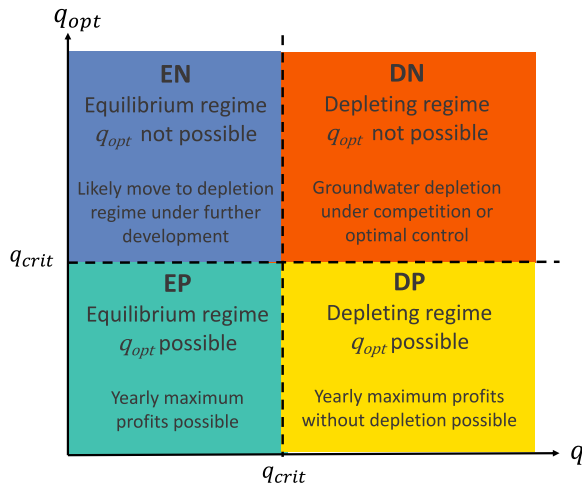 q_opt
EN
Equilibrium regime
q_opt not possible
Likely move to depletion
regime under further
development
DN
Depleting regime
q_opt not possible
Groundwater depletion
under competition or
optimal control
q_crit
EP
Equilibrium regime
q_opt possible
Yearly maximum
profits possible
DP
Depleting regime
q_opt possible
Yearly maximum profits
without depletion possible
q_crit
q